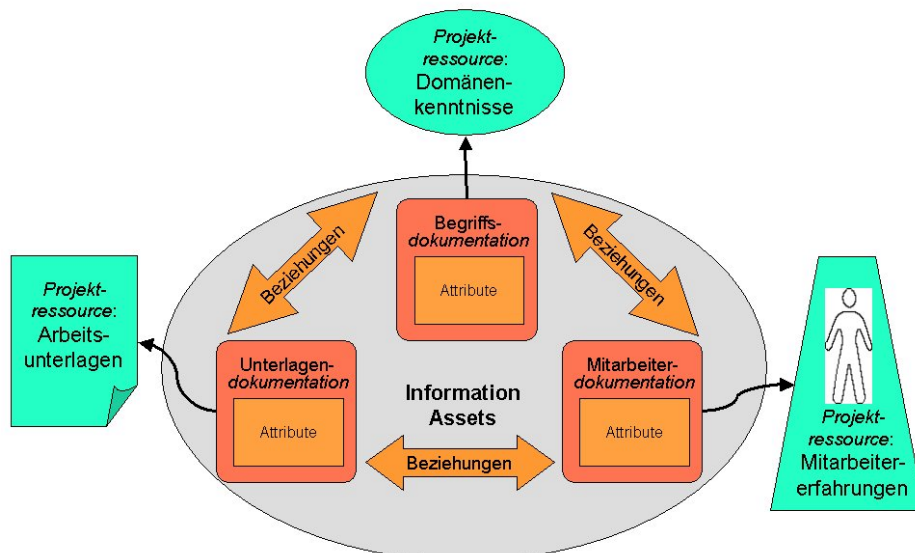 Projekt-
ressource:
Domänen-
kenntnisse
Begriffs-
dokumentation
Attribute
Beziehungen
Beziehungen
Projekt-
ressource:
Arbeits-
unterlagen
Unterlagen-
dokumentation
Attribute
Information
Assets
Mitarbeiter-
dokumentation
Attribute
Beziehungen
Projekt-
ressource:
Mitarbeiter-
erfahrungen